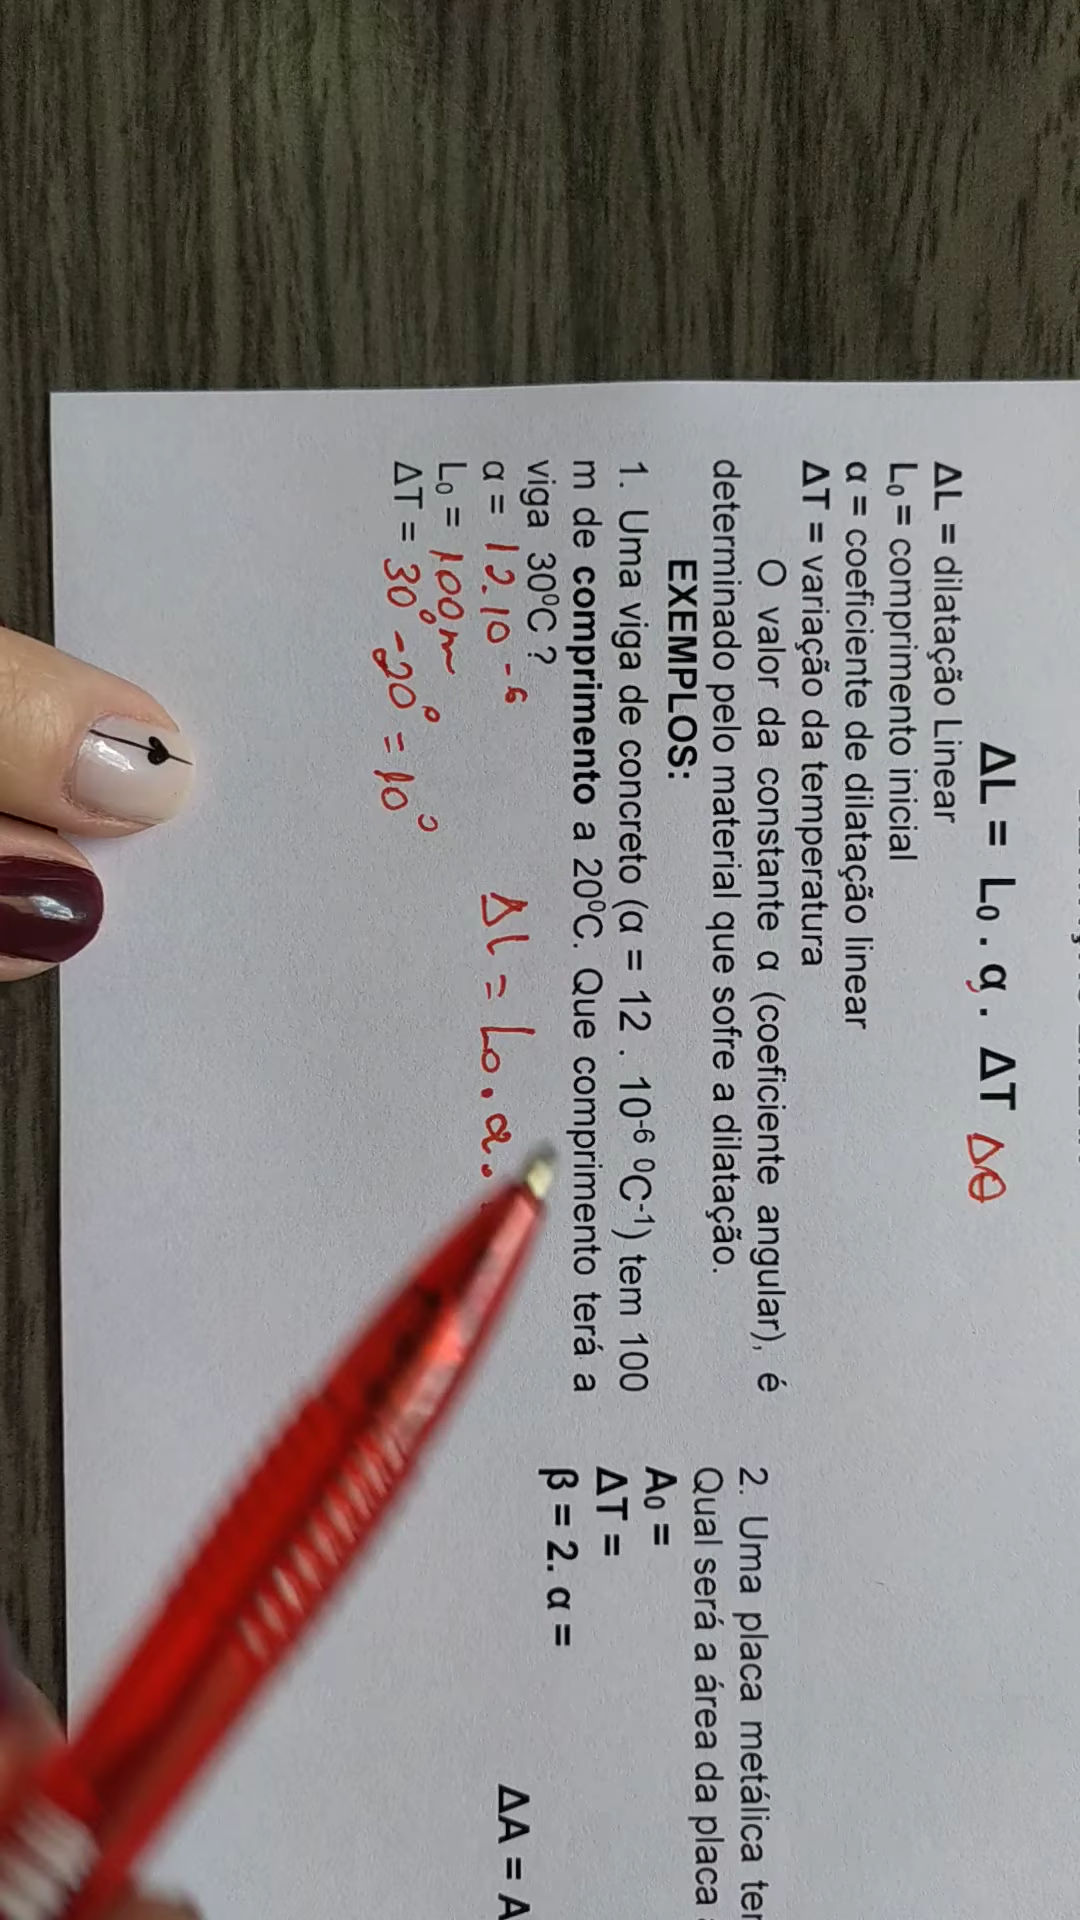 ΔL = L₀ . α . ΔT ΔΘ
ΔL = dilatação Linear
L₀ = comprimento inicial
α = coeficiente de dilatação linear
ΔT = variação da temperatura
O valor da constante α (coeficiente angular), é
determinado pelo material que sofre a dilatação.
EXEMPLOS:
1. Uma viga de concreto (α = 12 . 10⁻⁶ ⁰C⁻¹) tem 100
m de comprimento a 20⁰C. Que comprimento terá a
viga 30⁰C ?
α = 12.10⁻⁶
L₀ = 100m
ΔT = 30° - 20° = 10°
ΔL = L₀ . α .
2. Uma placa metálica
Qual será a área da placa
A₀ =
ΔT =
β = 2. α =
ΔA = A